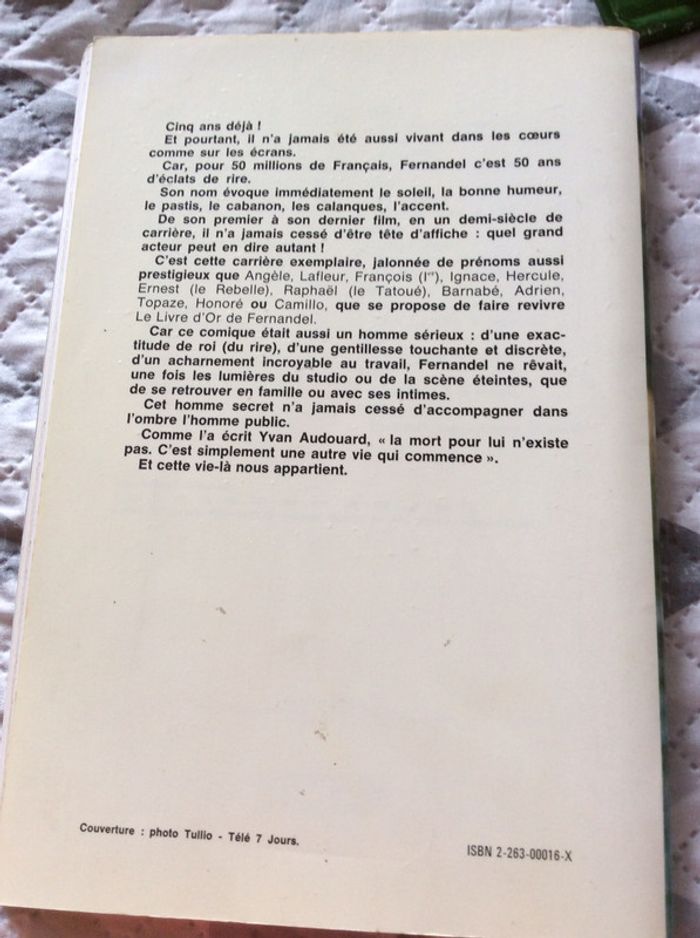 Cinq ans déjà !
Et pourtant, il n'a jamais été aussi vivant dans les cœurs
comme sur les écrans.
Car, pour 50 millions de Français, Fernandel c'est 50 ans
d'éclats de rire.
Son nom évoque immédiatement le soleil, la bonne humeur,
le pastis, le cabanon, les calanques, l'accent.
De son premier à son dernier film, en un demi-siècle de
carrière, il n'a jamais cessé d'être tête d'affiche : quel grand
acteur peut en dire autant !
C'est cette carrière exemplaire, jalonnée de prénoms aussi
prestigieux que Angèle, Lafleur, François (Ier), Ignace, Hercule,
Ernest (le Rebelle), Raphaël (le Tatoué), Barnabé, Adrien,
Topaze, Honoré ou Camillo, que se propose de faire revivre
Le Livre d'Or de Fernandel.
Car ce comique était aussi un homme sérieux : d'une exac-
titude de roi (du rire), d'une gentillesse touchante et discrète,
d'un acharnement incroyable au travail, Fernandel ne rêvait,
une fois les lumières du studio ou de la scène éteintes, que
de se retrouver en famille ou avec ses intimes.
Cet homme secret n'a jamais cessé d'accompagner dans
l'ombre l'homme public.
Comme l'a écrit Yvan Audouard, « la mort pour lui n'existe
pas. C'est simplement une autre vie qui commence ».
Et cette vie-là nous appartient.
Couverture : photo Tullio - Télé 7 Jours.
ISBN 2-263-00016-X